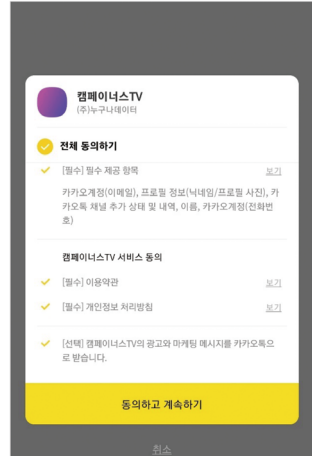 캠페이너스TV
(주)누구나데이터
전체 동의하기
[필수] 필수 제공 항목
보기
카카오계정(이메일), 프로필 정보(닉네임/프로필 사진), 카
카오톡 채널 추가 상태 및 내역, 이름, 카카오계정(전화번
호)
캠페이너스TV 서비스 동의
[필수] 이용약관
보기
[필수] 개인정보 처리방침
보기
[선택] 캠페이너스TV의 광고와 마케팅 메시지를 카카오톡으
로 받습니다.
동의하고 계속하기
취소